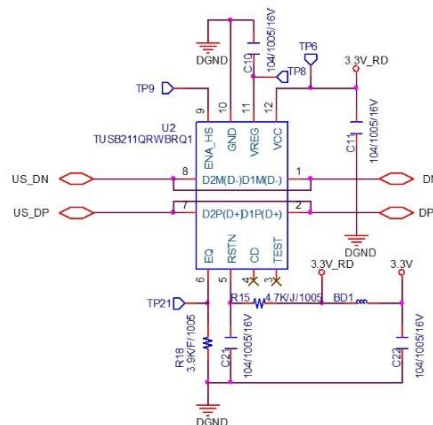 DGND
C10
104/1005/16V
TP8
TP6
3.3V_RD
TP9
9
10
11
12
U2
TUSB211QRWBRQ1
ENA_HS
GND
VREG
VCC
C11
104/1005/16V
US_DN
8
D2M(D-)
D1M(D-)
1
US_DP
7
D2P(D+)
D1P(D+)
2
DP
EQ
RSTN
CD
TEST
6
5
4
3
DGND
3.3V_RD
3.3V
TP21
R15
4.7K/J/1005
BD1
R18
3.9K/F/1005
C21
104/1005/16V
104/1005/16V
DGND